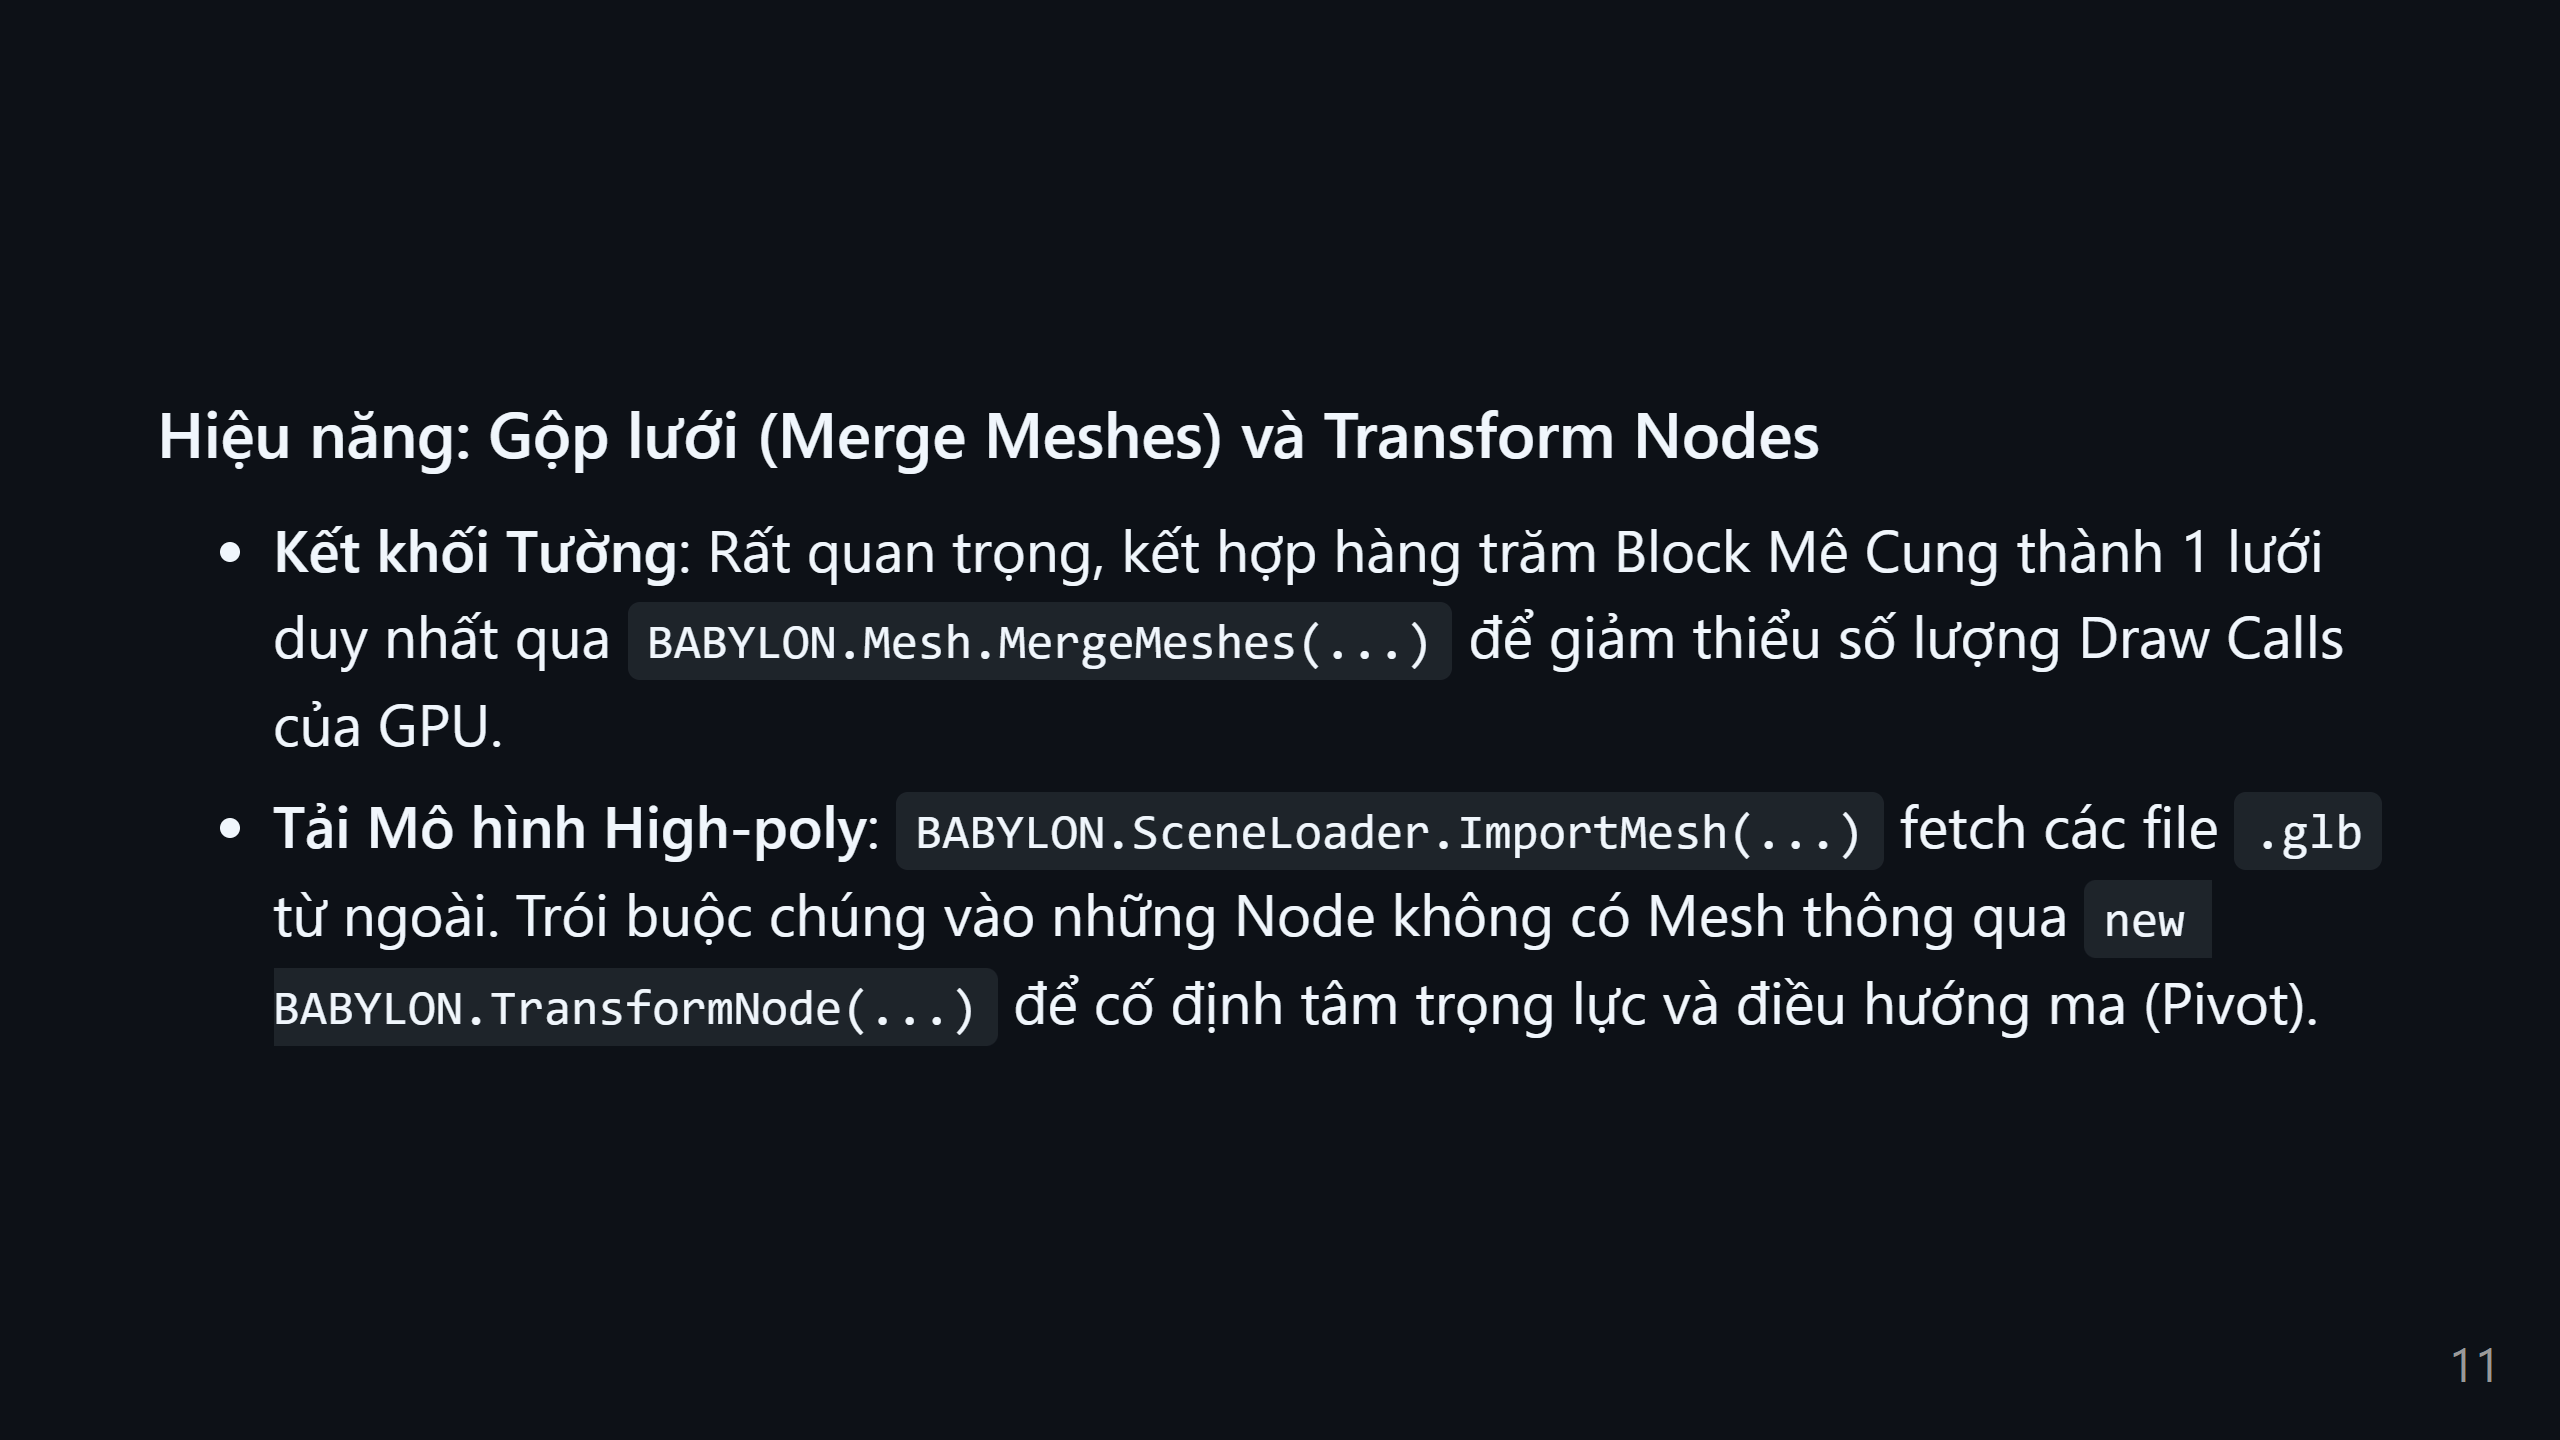 Hiệu năng: Gộp lưới (Merge Meshes) và Transform Nodes
• Kết khối Tường: Rất quan trọng, kết hợp hàng trăm Block Mê Cung thành 1 lưới
duy nhất qua BABYLON.Mesh.MergeMeshes(...) để giảm thiểu số lượng Draw Calls
của GPU.
• Tải Mô hình High-poly: BABYLON.SceneLoader.ImportMesh(...) fetch các file .glb
từ ngoài. Trói buộc chúng vào những Node không có Mesh thông qua new
BABYLON.TransformNode(...) để cố định tâm trọng lực và điều hướng ma (Pivot).
11